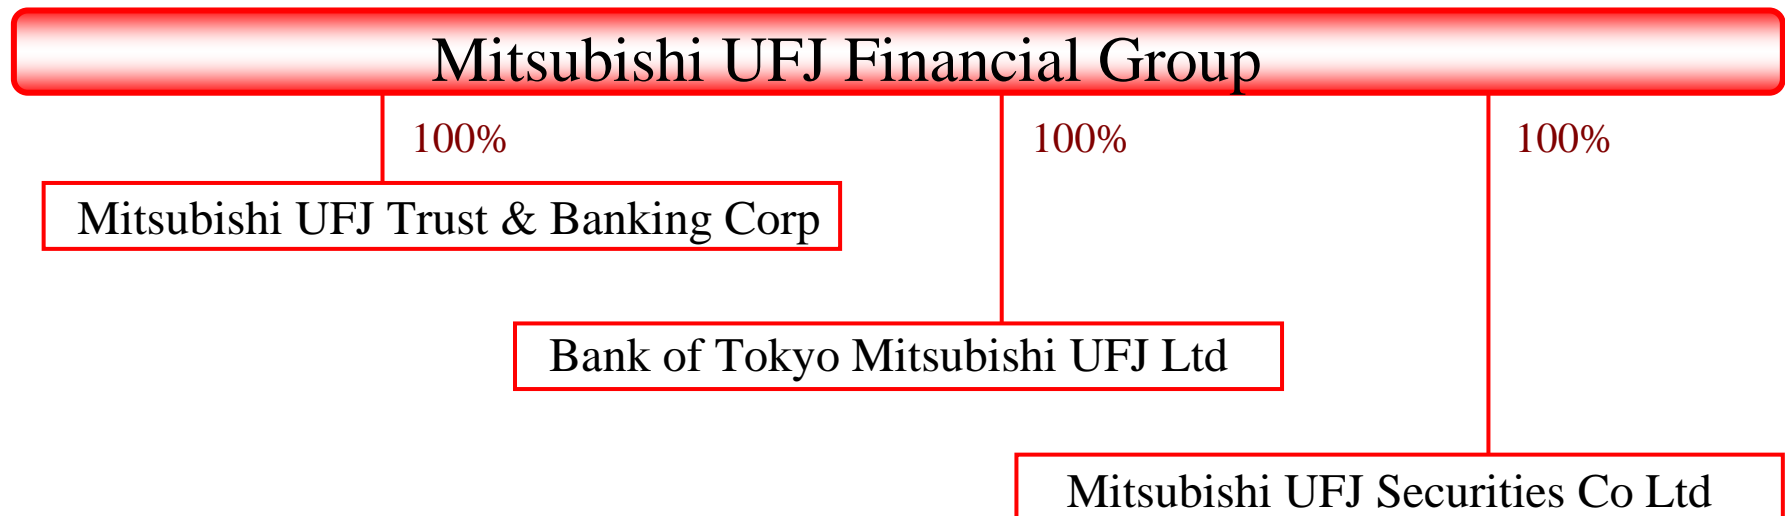 Mitsubishi UFJ Financial Group
100%
100%
100%
Mitsubishi UFJ Trust & Banking Corp
Bank of Tokyo Mitsubishi UFJ Ltd
Mitsubishi UFJ Securities Co Ltd